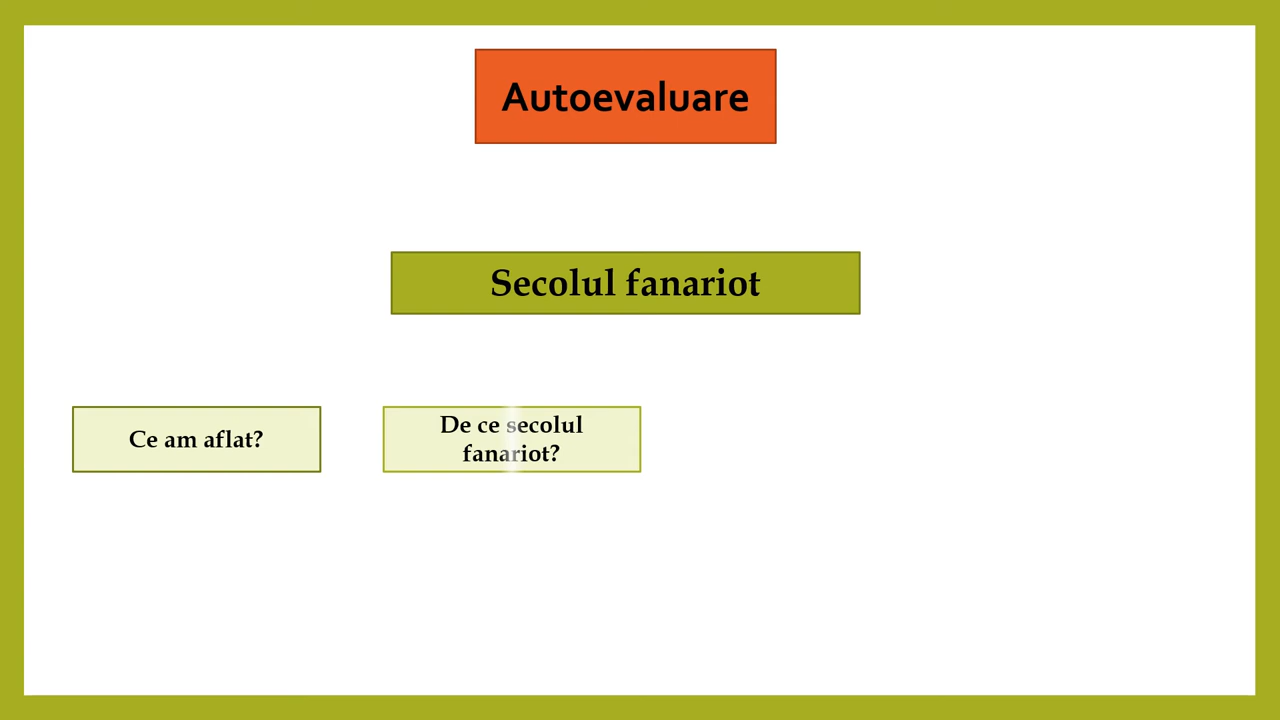 Autoevaluare
Secolul fanariot
Ce am aflat?
De ce secolul
fanariot?